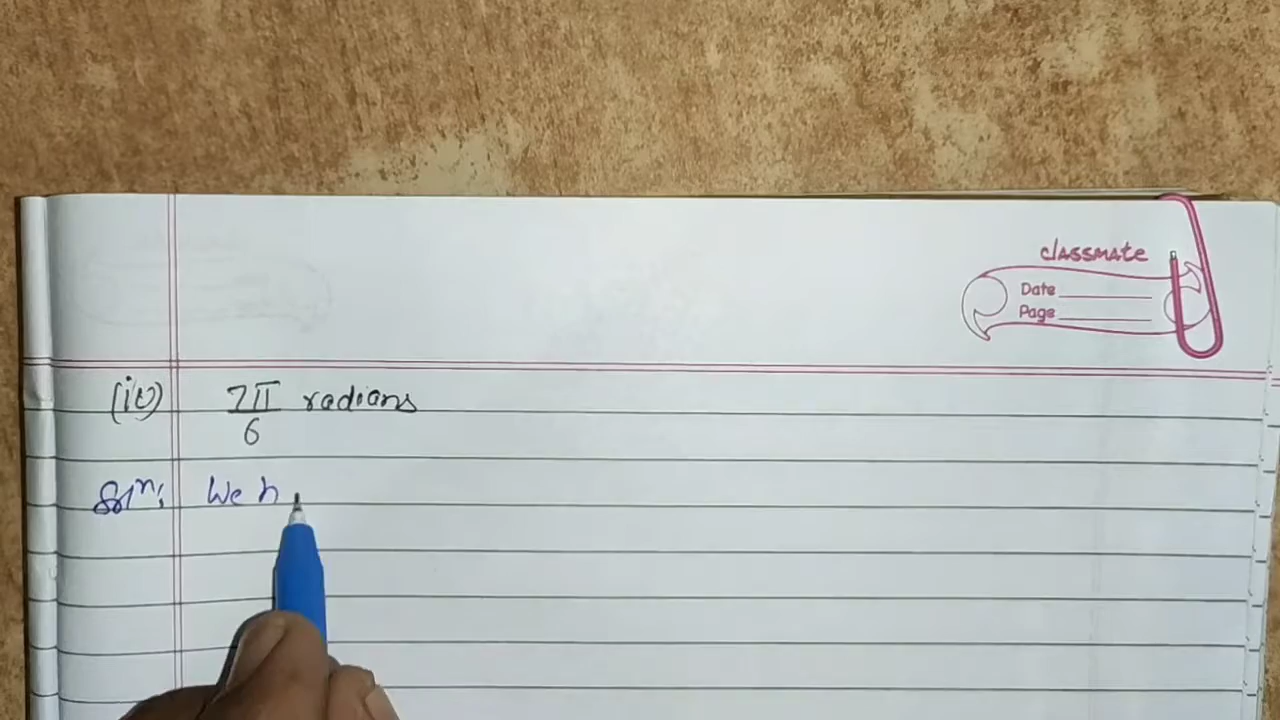 classmate
Date
Page
(iv) 7π/6 radians
Solⁿ: We h